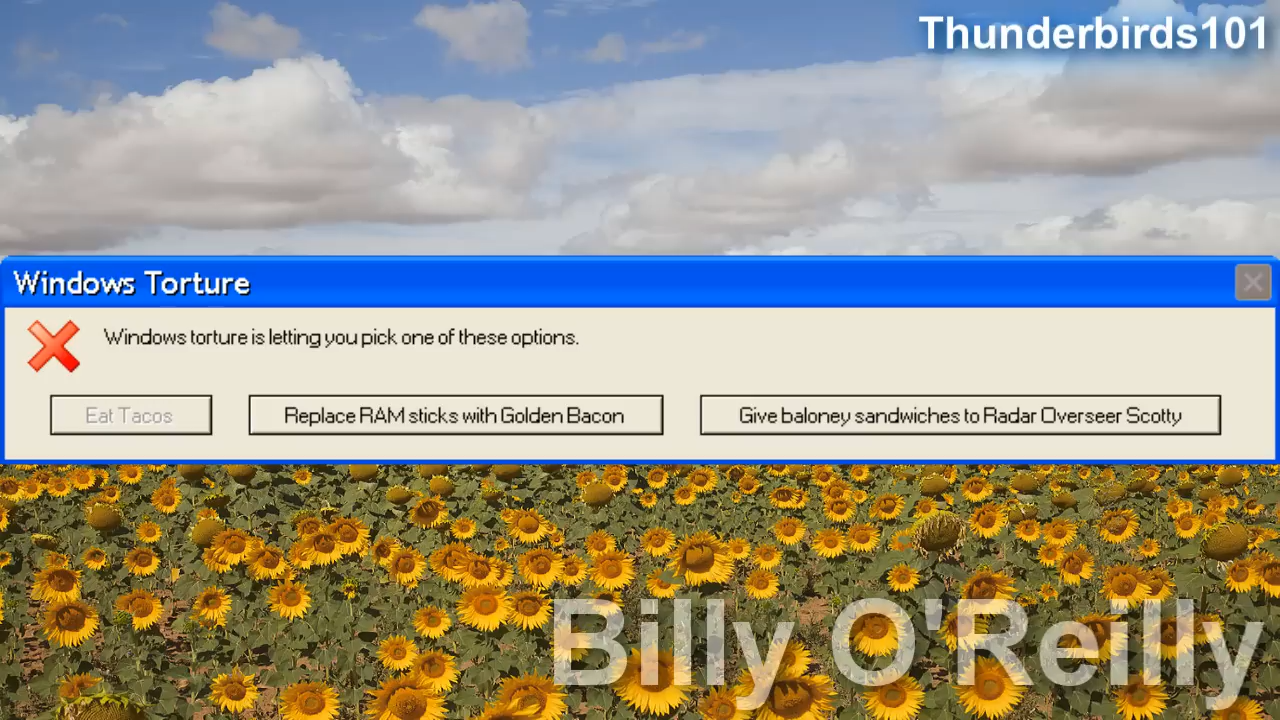 Thunderbirds101
Windows Torture
Windows torture is letting you pick one of these options.
Eat Tacos
Replace RAM sticks with Golden Bacon
Give baloney sandwiches to Radar Overseer Scotty
Billy O'Reilly